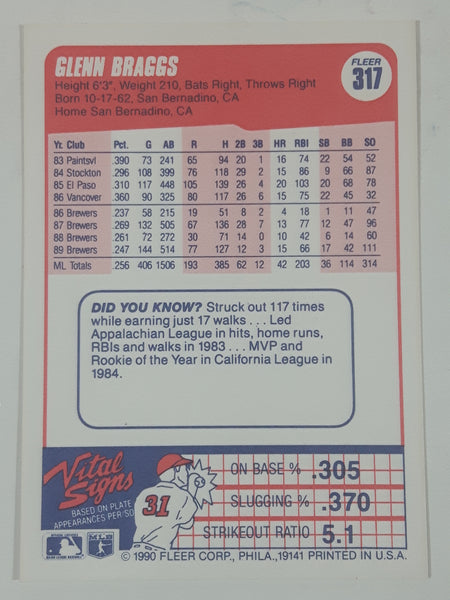 GLENN BRAGGS
FLEER
317
Height 6'3", Weight 210, Bats Right, Throws Right
Born 10-17-62, San Bernadino, CA
Home San Bernadino, CA
Yr. Club Pct. G AB R H 2B 3B HR RBI SB BB SO
83 Paintsvl .390 73 241 65 94 20 1 16 74 22 54 52
84 Stockton .296 108 399 76 118 29 2 15 86 9 66 87
85 El Paso .310 117 448 105 139 26 4 20 103 20 68 78
86 Vancover .360 90 325 80 117 22 7 15 75 22 45 32
86 Brewers .237 58 215 19 51 8 2 4 18 1 11 47
87 Brewers .269 132 505 67 136 28 7 13 77 12 47 96
88 Brewers .261 72 272 30 71 14 0 10 42 6 14 60
89 Brewers .247 144 514 77 127 12 3 15 66 17 42 111
ML Totals .256 406 1506 193 385 62 12 42 203 36 114 314
DID YOU KNOW? Struck out 117 times
while earning just 17 walks . . . Led
Appalachian League in hits, home runs,
RBIs and walks in 1983 . . . MVP and
Rookie of the Year in California League in
1984.
Vital
Signs
BASED ON PLATE
APPEARANCES PER/SO
31
ON BASE % .305
SLUGGING % .370
STRIKEOUT RATIO 5.1
MLB
© 1990 FLEER CORP., PHILA.,19141 PRINTED IN U.S.A.